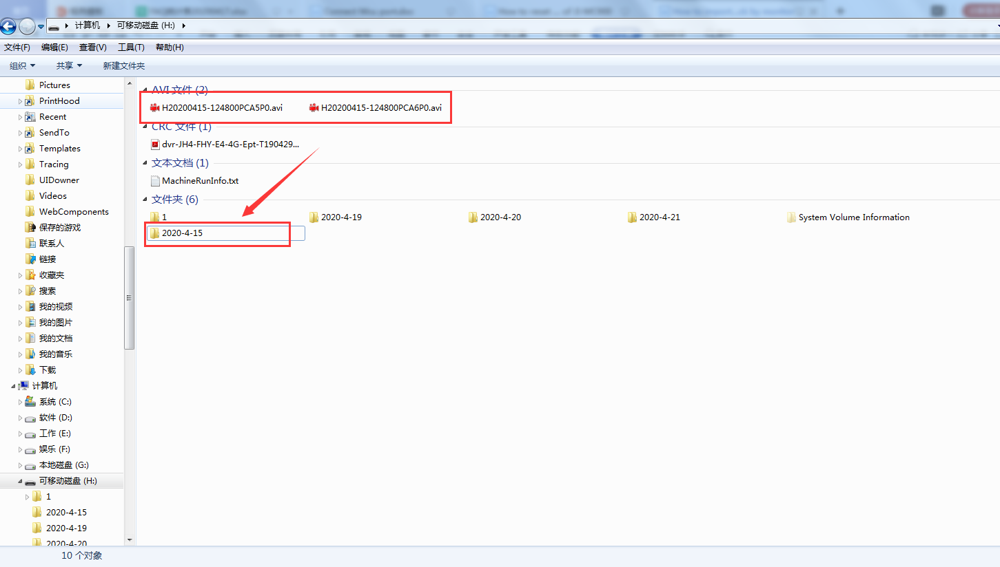 计算机 可移动磁盘 (H:)
文件(F) 编辑(E) 查看(V) 工具(T) 帮助(H)
组织 共享 新建文件夹
Pictures
PrintHood
Recent
SendTo
Templates
Tracing
UIDowner
Videos
WebComponents
保存的游戏
联系人
链接
收藏夹
搜索
我的视频
我的图片
我的文档
我的音乐
下载
计算机
系统 (C:)
软件 (D:)
工作 (E:)
娱乐 (F:)
本地磁盘 (G:)
可移动磁盘 (H:)
1
2020-4-15
2020-4-19
2020-4-20
AVI 文件 (2)
H20200415-124800PCA5P0.avi H20200415-124800PCA6P0.avi
CRC 文件 (1)
dvr-JH4-FHY-E4-4G-Ept-T190429...
文本文档 (1)
MachineRunInfo.txt
文件夹 (6)
1 2020-4-19 2020-4-20 2020-4-21 System Volume Information
2020-4-15
10 个对象